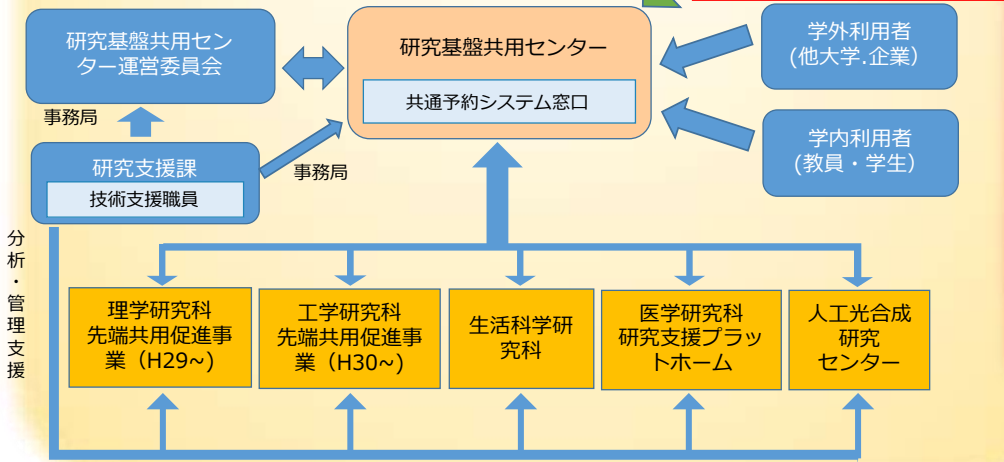 研究基盤共用セン
ター運営委員会
研究基盤共用センター
共通予約システム窓口
学外利用者
(他大学.企業）
事務局
学内利用者
(教員・学生）
研究支援課
技術支援職員
事務局
分析・管理支援
理学研究科
先端共用促進事
業（H29~）
工学研究科
先端共用促進事
業（H30~）
生活科学研
究科
医学研究科
研究支援プラッ
トホーム
人工光合成
研究
センター